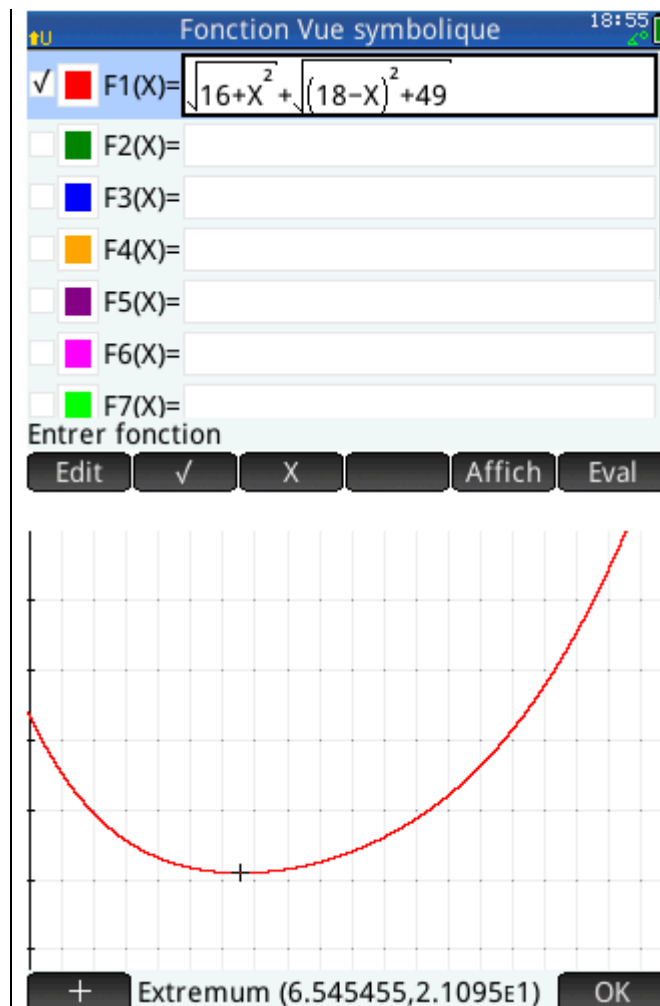 Fonction Vue symbolique 18:55
U
√ F1(X)= √16+X² + √(18−X)²+49
F2(X)=
F3(X)=
F4(X)=
F5(X)=
F6(X)=
F7(X)=
Entrer fonction
Edit √ X Affich Eval
+ Extremum (6.545455,2.1095E1) OK